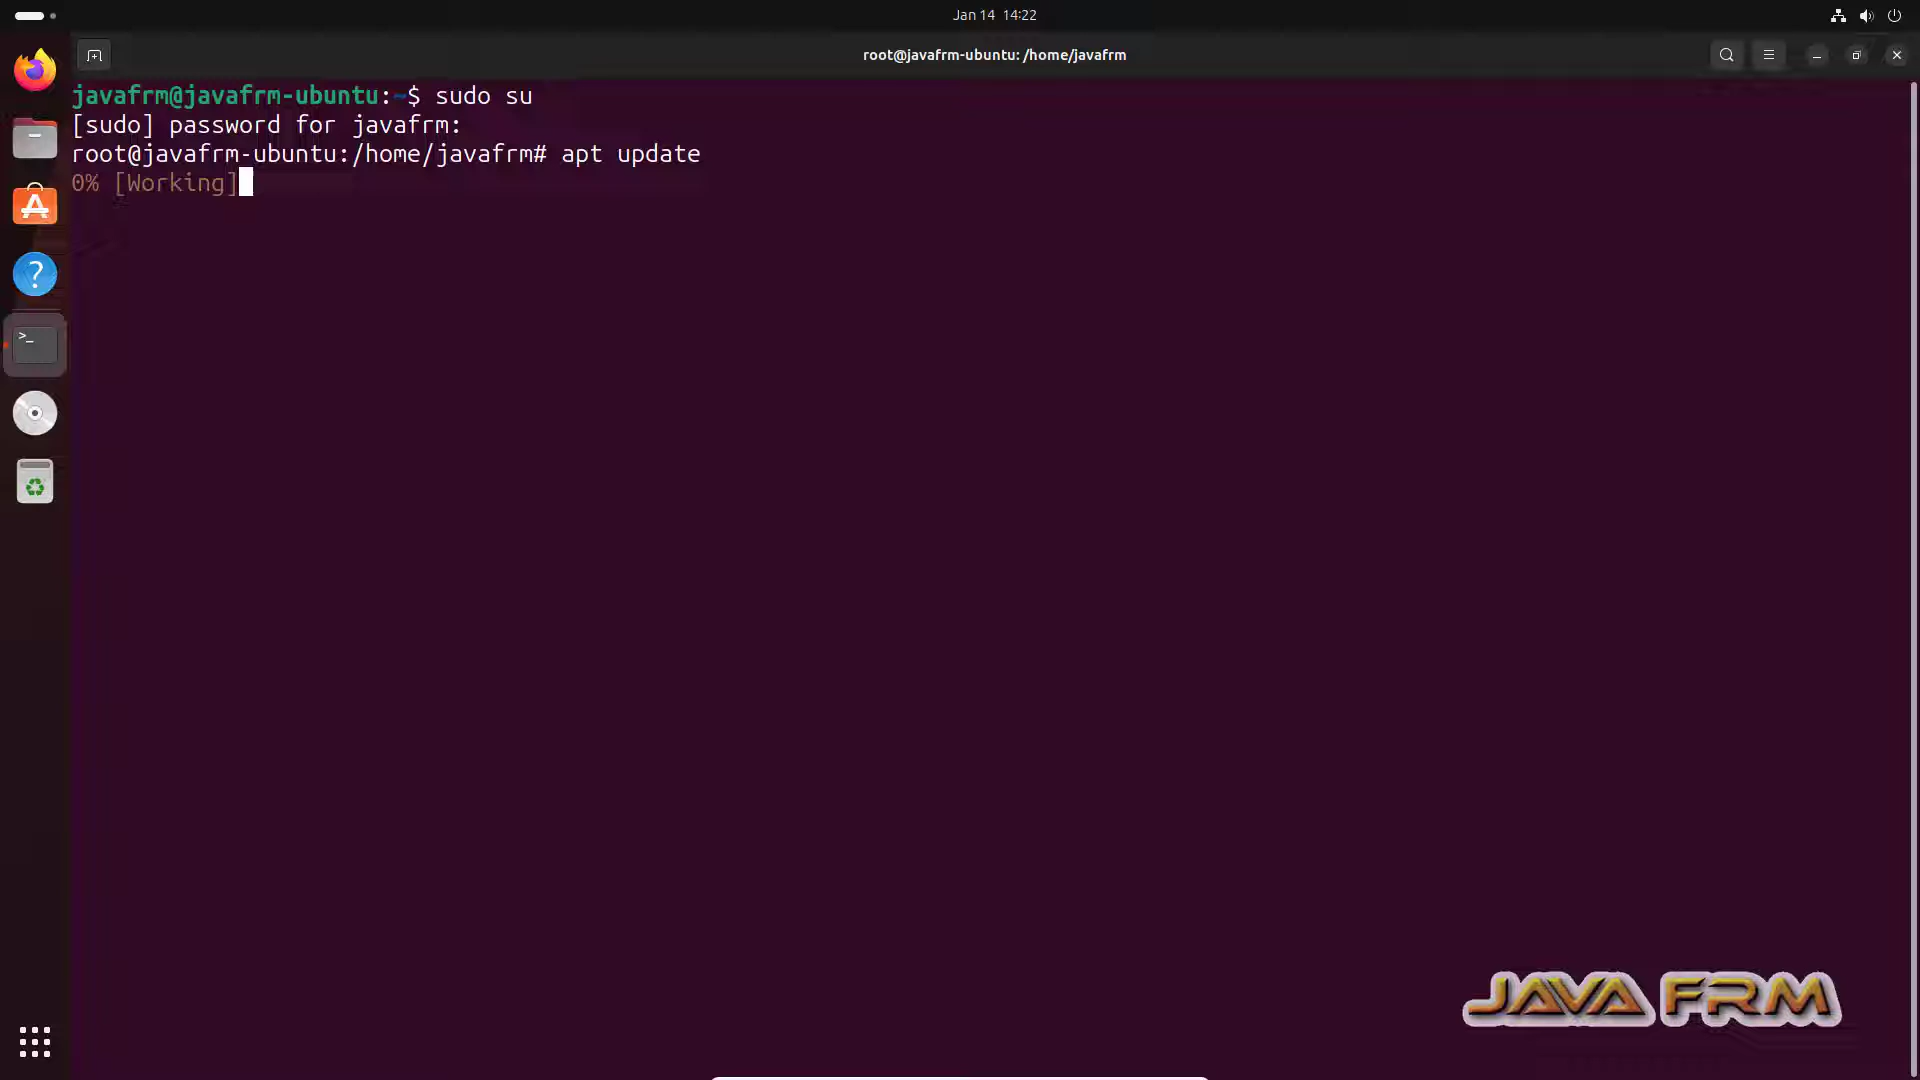 Jan 14 14:22
root@javafrm-ubuntu: /home/javafrm
javafrm@javafrm-ubuntu:~$ sudo su
[sudo] password for javafrm:
root@javafrm-ubuntu:/home/javafrm# apt update
0% [Working]
JAVA FRM